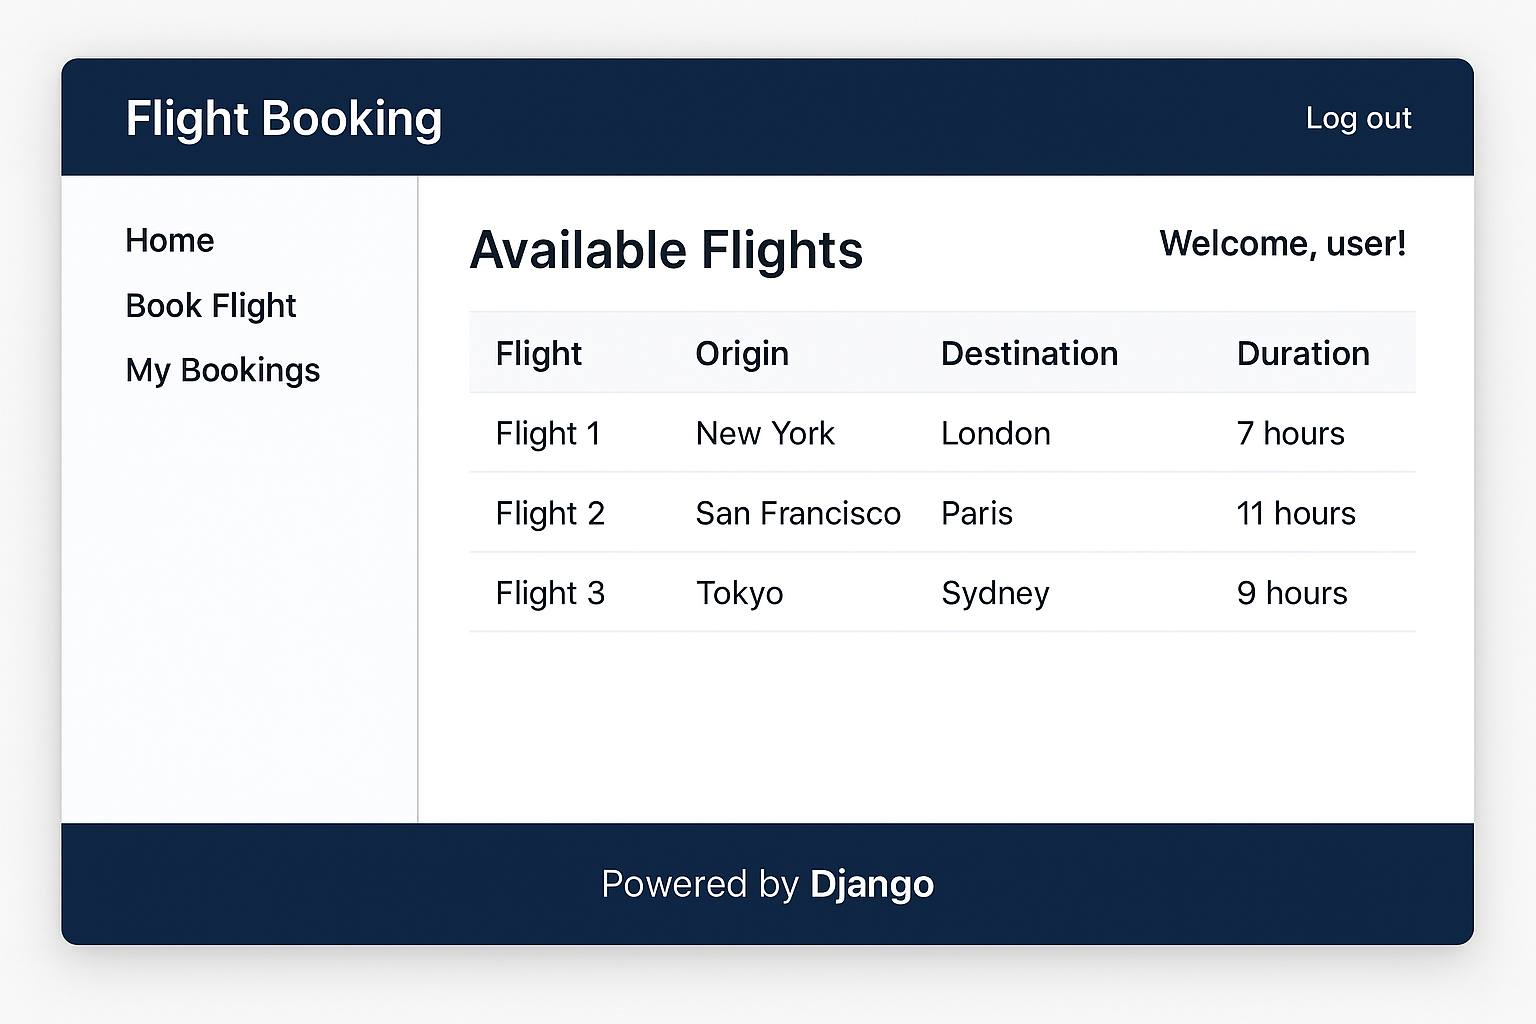 Flight Booking
Log out
Home
Book Flight
My Bookings
Available Flights
Welcome, user!
Flight Origin Destination Duration
Flight 1 New York London 7 hours
Flight 2 San Francisco Paris 11 hours
Flight 3 Tokyo Sydney 9 hours
Powered by Django